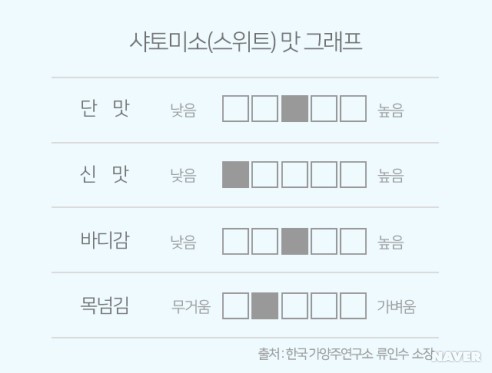 샤토미소(스위트) 맛 그래프
단 맛 낮음 높음
신 맛 낮음 높음
바디감 낮음 높음
목넘김 무거움 가벼움
출처 : 한국가양주연구소 류인수 소장
NAVER